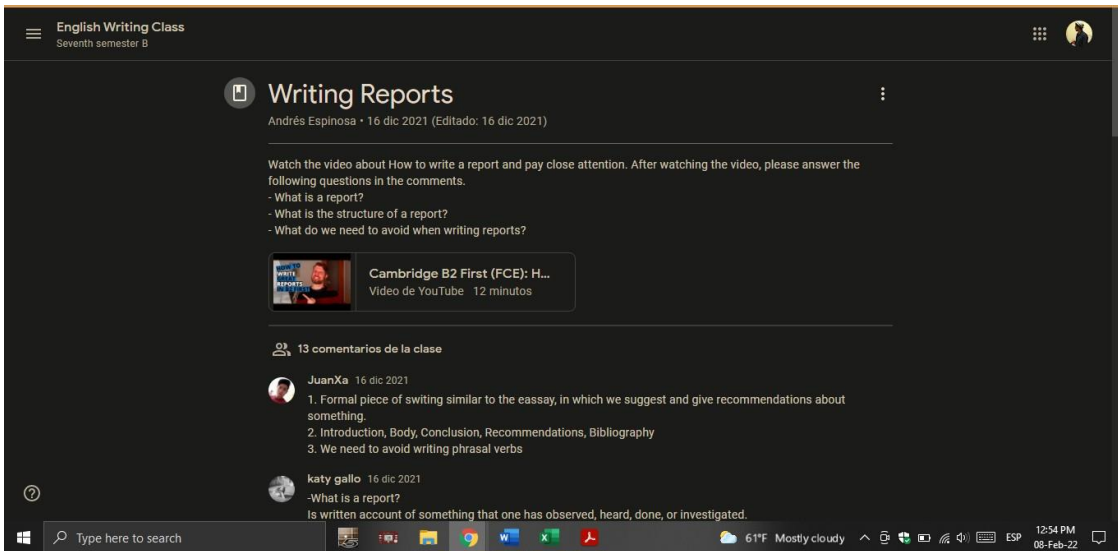 English Writing Class
Seventh semester B
Writing Reports
Andrés Espinosa • 16 dic 2021 (Editado: 16 dic 2021)
Watch the video about How to write a report and pay close attention. After watching the video, please answer the
following questions in the comments.
- What is a report?
- What is the structure of a report?
- What do we need to avoid when writing reports?
HOW TO
WRITE
REPORTS
Cambridge B2 First (FCE): H...
Video de YouTube 12 minutos
13 comentarios de la clase
JuanXa 16 dic 2021
1. Formal piece of switing similar to the eassay, in which we suggest and give recommendations about
something.
2. Introduction, Body, Conclusion, Recommendations, Bibliography
3. We need to avoid writing phrasal verbs
katy gallo 16 dic 2021
-What is a report?
Is written account of something that one has observed, heard, done, or investigated.
Type here to search
61°F Mostly cloudy
ESP
12:54 PM
08-Feb-22